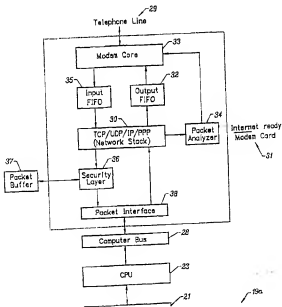 29
Telephone Line
33
Modem Core
35
Input
FIFO
Output
FIFO
32
34
30
TCP/UDP/IP/PPP
(Network Stack)
Packet
Analyzer
Internet ready
Modem Card
31
37
Packet
Buffer
36
Security
Layer
38
Packet Interface
Computer Bus
28
CPU
22
21
19a